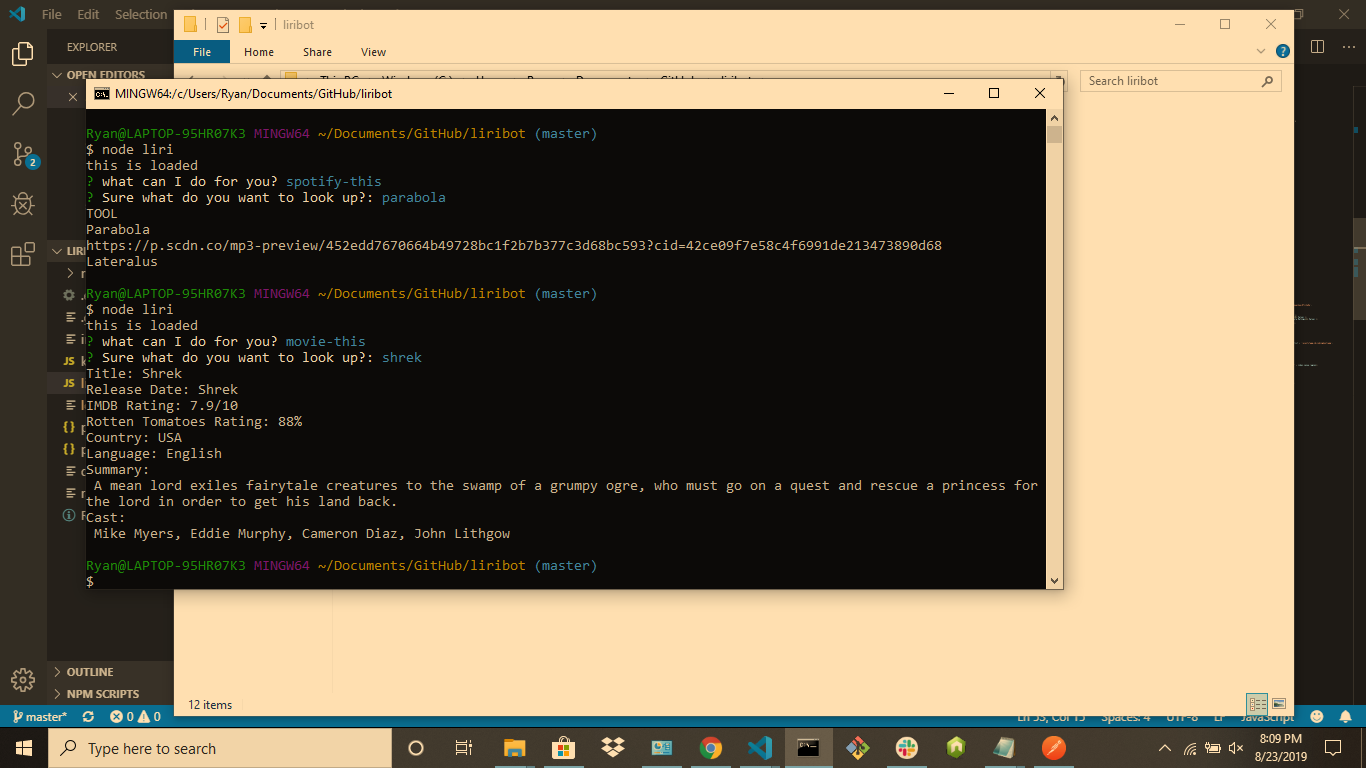 File Edit Selection
liribot
File Home Share View
EXPLORER
OPEN EDITORS
Search liribot
MINGW64:/c/Users/Ryan/Documents/GitHub/liribot
Ryan@LAPTOP-95HR07K3 MINGW64 ~/Documents/GitHub/liribot (master)
$ node liri
this is loaded
? what can I do for you? spotify-this
? Sure what do you want to look up?: parabola
TOOL
Parabola
https://p.scdn.co/mp3-preview/452edd7670664b49728bc1f2b7b377c3d68bc593?cid=42ce09f7e58c4f6991de213473890d68
Lateralus
Ryan@LAPTOP-95HR07K3 MINGW64 ~/Documents/GitHub/liribot (master)
$ node liri
this is loaded
? what can I do for you? movie-this
? Sure what do you want to look up?: shrek
Title: Shrek
Release Date: Shrek
IMDB Rating: 7.9/10
Rotten Tomatoes Rating: 88%
Country: USA
Language: English
Summary:
A mean lord exiles fairytale creatures to the swamp of a grumpy ogre, who must go on a quest and rescue a princess for
the lord in order to get his land back.
Cast:
Mike Myers, Eddie Murphy, Cameron Diaz, John Lithgow
Ryan@LAPTOP-95HR07K3 MINGW64 ~/Documents/GitHub/liribot (master)
$
2
JS
JS
OUTLINE
NPM SCRIPTS
12 items
master* 0 0
Ln 53, Col 15 Spaces: 4 UTF-8 LF JavaScript
Type here to search
8:09 PM
8/23/2019